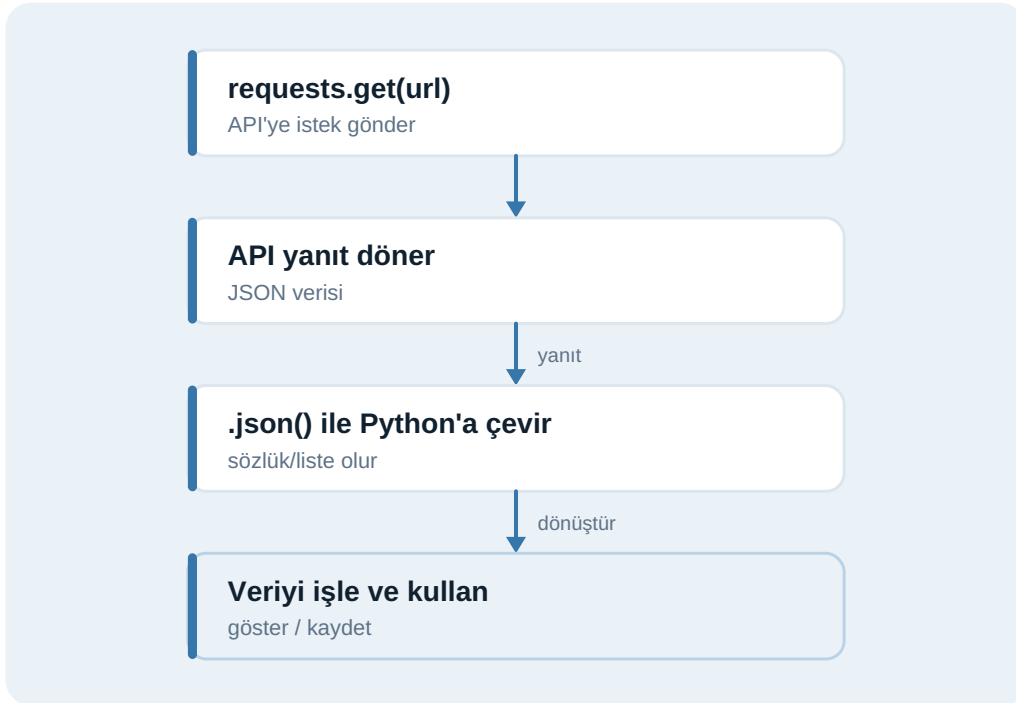 requests.get(url)
API'ye istek gönder
API yanıt döner
JSON verisi
yanıt
.json() ile Python'a çevir
sözlük/liste olur
dönüştür
Veriyi işle ve kullan
göster / kaydet